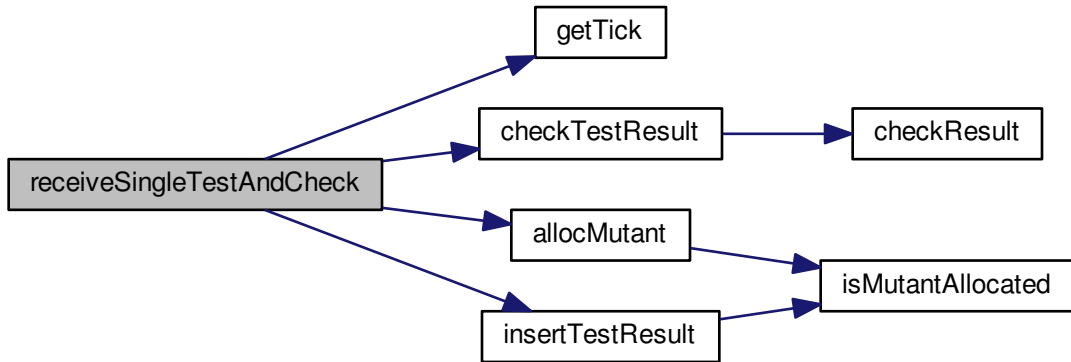 getTick
checkTestResult
checkResult
receiveSingleTestAndCheck
allocMutant
isMutantAllocated
insertTestResult